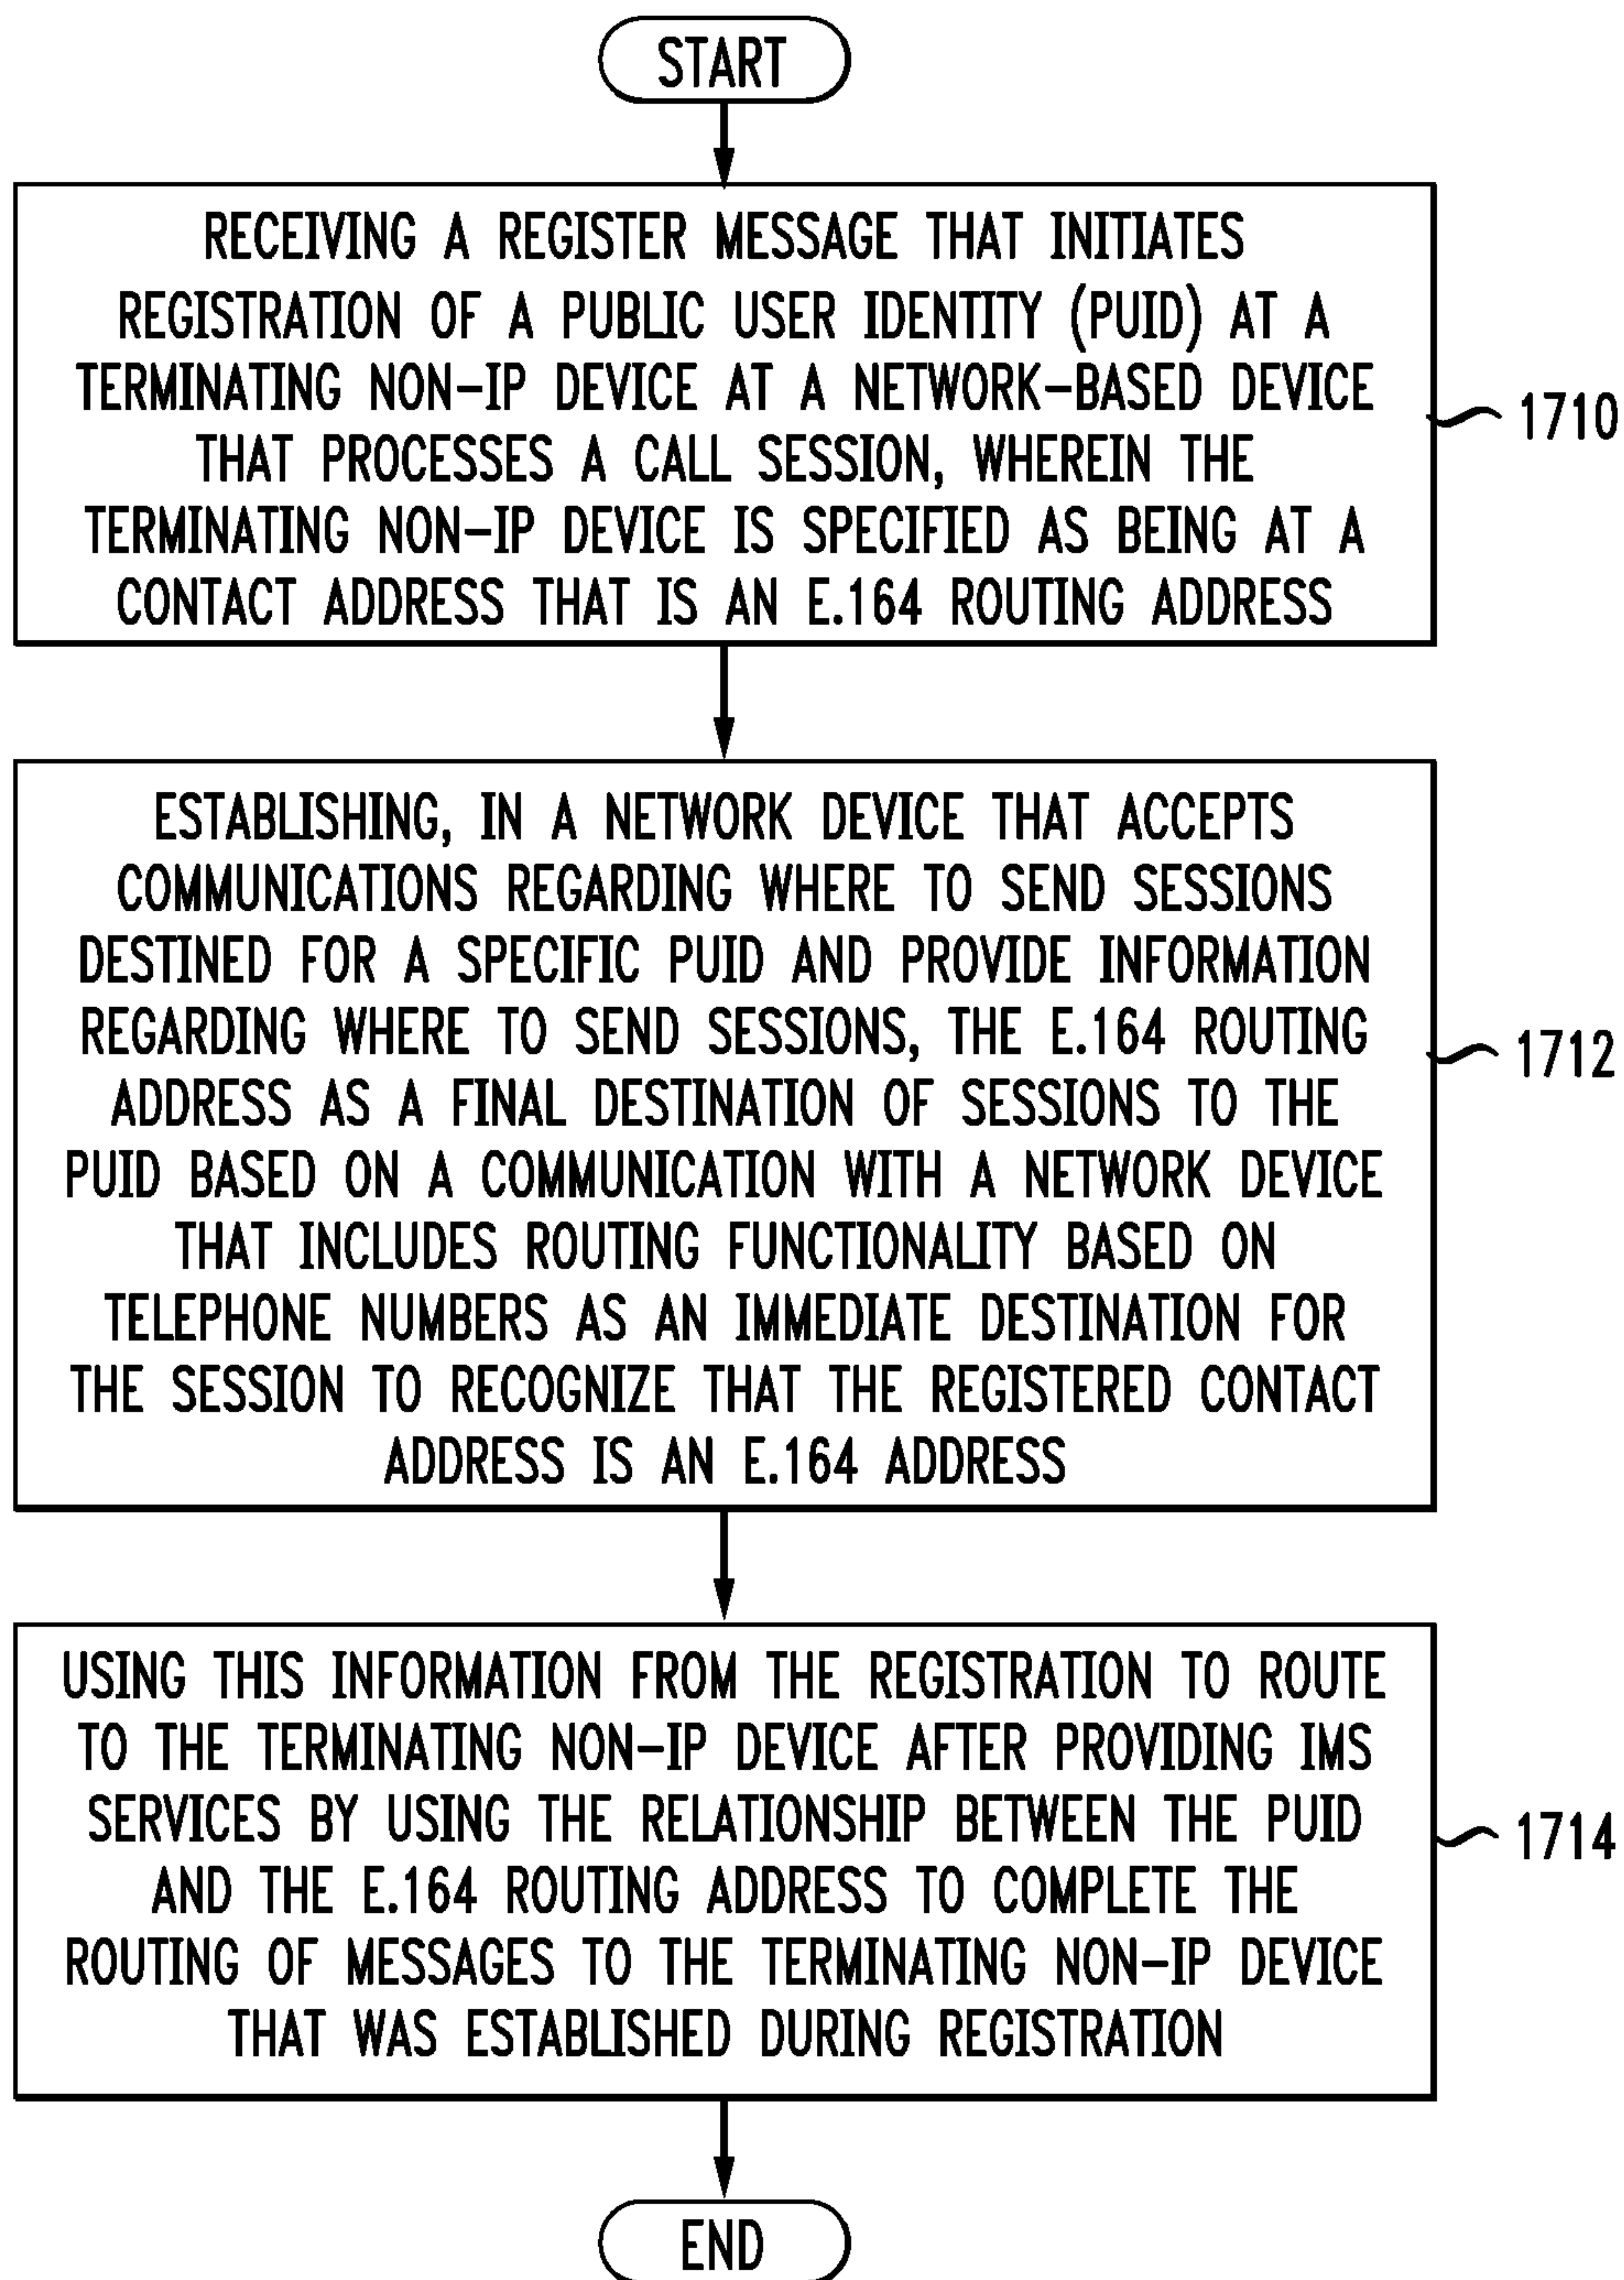 START
RECEIVING A REGISTER MESSAGE THAT INITIATES
REGISTRATION OF A PUBLIC USER IDENTITY (PUID) AT A
TERMINATING NON-IP DEVICE AT A NETWORK-BASED DEVICE
THAT PROCESSES A CALL SESSION, WHEREIN THE
TERMINATING NON-IP DEVICE IS SPECIFIED AS BEING AT A
CONTACT ADDRESS THAT IS AN E.164 ROUTING ADDRESS
1710
ESTABLISHING, IN A NETWORK DEVICE THAT ACCEPTS
COMMUNICATIONS REGARDING WHERE TO SEND SESSIONS
DESTINED FOR A SPECIFIC PUID AND PROVIDE INFORMATION
REGARDING WHERE TO SEND SESSIONS, THE E.164 ROUTING
ADDRESS AS A FINAL DESTINATION OF SESSIONS TO THE
PUID BASED ON A COMMUNICATION WITH A NETWORK DEVICE
THAT INCLUDES ROUTING FUNCTIONALITY BASED ON
TELEPHONE NUMBERS AS AN IMMEDIATE DESTINATION FOR
THE SESSION TO RECOGNIZE THAT THE REGISTERED CONTACT
ADDRESS IS AN E.164 ADDRESS
1712
USING THIS INFORMATION FROM THE REGISTRATION TO ROUTE
TO THE TERMINATING NON-IP DEVICE AFTER PROVIDING IMS
SERVICES BY USING THE RELATIONSHIP BETWEEN THE PUID
AND THE E.164 ROUTING ADDRESS TO COMPLETE THE
ROUTING OF MESSAGES TO THE TERMINATING NON-IP DEVICE
THAT WAS ESTABLISHED DURING REGISTRATION
1714
END